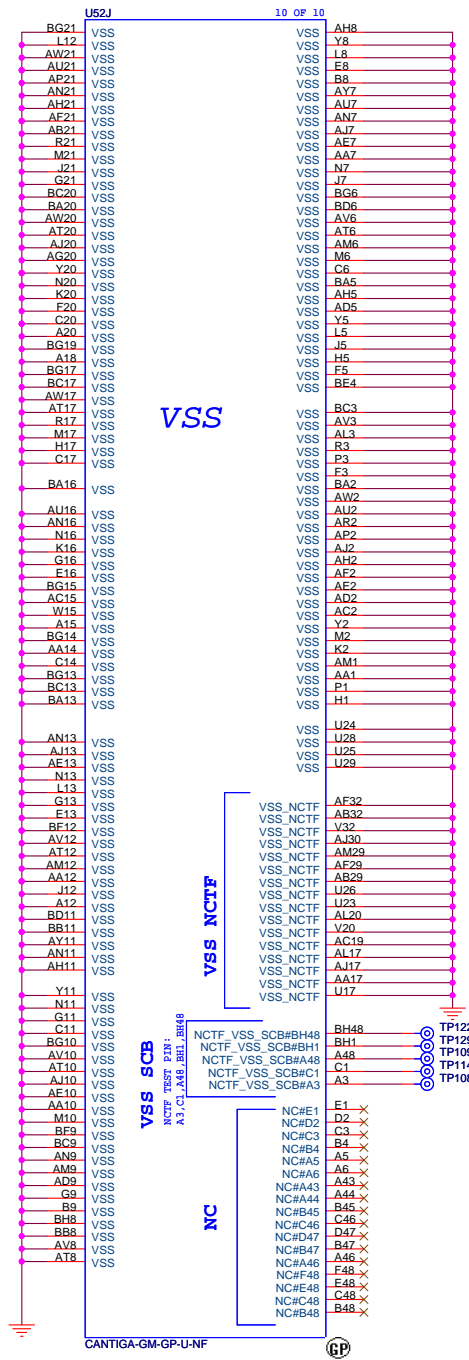 U52J
10 OF 10
BG21 VSS
L12 VSS
AW21 VSS
AU21 VSS
AP21 VSS
AN21 VSS
AH21 VSS
AF21 VSS
AB21 VSS
R21 VSS
M21 VSS
J21 VSS
G21 VSS
BC20 VSS
BA20 VSS
AW20 VSS
AT20 VSS
AJ20 VSS
AG20 VSS
Y20 VSS
N20 VSS
K20 VSS
F20 VSS
C20 VSS
A20 VSS
BG19 VSS
A18 VSS
BG17 VSS
BC17 VSS
AW17 VSS
AT17 VSS
R17 VSS
M17 VSS
H17 VSS
C17 VSS
BA16 VSS
AU16 VSS
AN16 VSS
N16 VSS
K16 VSS
G16 VSS
E16 VSS
BG15 VSS
AC15 VSS
W15 VSS
A15 VSS
BG14 VSS
AA14 VSS
C14 VSS
BG13 VSS
BC13 VSS
BA13 VSS
AN13 VSS
AJ13 VSS
AE13 VSS
N13 VSS
L13 VSS
G13 VSS
E13 VSS
BF12 VSS
AV12 VSS
AT12 VSS
AM12 VSS
AA12 VSS
J12 VSS
A12 VSS
BD11 VSS
BB11 VSS
AY11 VSS
AN11 VSS
AH11 VSS
Y11 VSS
N11 VSS
G11 VSS
C11 VSS
BG10 VSS
AV10 VSS
AT10 VSS
AJ10 VSS
AE10 VSS
AA10 VSS
M10 VSS
BF9 VSS
BC9 VSS
AN9 VSS
AM9 VSS
AD9 VSS
G9 VSS
B9 VSS
BH8 VSS
BB8 VSS
AV8 VSS
AT8 VSS
VSS
VSS AH8
VSS Y8
VSS L8
VSS E8
VSS B8
VSS AY7
VSS AU7
VSS AN7
VSS AJ7
VSS AE7
VSS AA7
VSS N7
VSS J7
VSS BG6
VSS BD6
VSS AV6
VSS AT6
VSS AM6
VSS M6
VSS C6
VSS BA5
VSS AH5
VSS AD5
VSS Y5
VSS L5
VSS J5
VSS H5
VSS F5
VSS BE4
VSS BC3
VSS AV3
VSS AL3
VSS R3
VSS P3
VSS F3
VSS BA2
VSS AW2
VSS AU2
VSS AR2
VSS AP2
VSS AJ2
VSS AH2
VSS AF2
VSS AE2
VSS AD2
VSS AC2
VSS Y2
VSS M2
VSS K2
VSS AM1
VSS AA1
VSS P1
VSS H1
VSS U24
VSS U28
VSS U25
VSS U29
VSS NCTF
VSS_NCTF AF32
VSS_NCTF AB32
VSS_NCTF V32
VSS_NCTF AJ30
VSS_NCTF AM29
VSS_NCTF AF29
VSS_NCTF AB29
VSS_NCTF U26
VSS_NCTF U23
VSS_NCTF AL20
VSS_NCTF V20
VSS_NCTF AC19
VSS_NCTF AL17
VSS_NCTF AJ17
VSS_NCTF AA17
VSS_NCTF U17
VSS SCB
NCTF TEST PIN:
A3,C1,A48,BH1,BH48
NCTF_VSS_SCB#BH48 BH48 TP122
NCTF_VSS_SCB#BH1 BH1 TP129
NCTF_VSS_SCB#A48 A48 TP109
NCTF_VSS_SCB#C1 C1 TP114
NCTF_VSS_SCB#A3 A3 TP108
NC
NC#E1 E1
NC#D2 D2
NC#C3 C3
NC#B4 B4
NC#A5 A5
NC#A6 A6
NC#A43 A43
NC#A44 A44
NC#B45 B45
NC#C46 C46
NC#D47 D47
NC#B47 B47
NC#A46 A46
NC#F48 F48
NC#E48 E48
NC#C48 C48
NC#B48 B48
CANTIGA-GM-GP-U-NF
GP